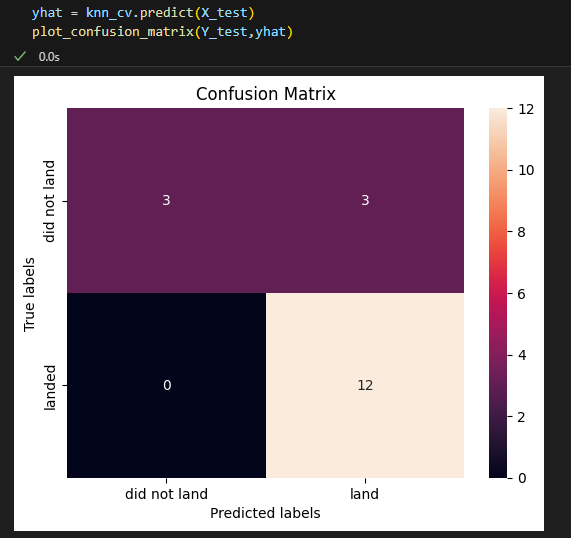 yhat = knn_cv.predict(X_test)
plot_confusion_matrix(Y_test,yhat)
✓ 0.0s
Confusion Matrix
did not land
landed
True labels
3 3
0 12
did not land land
Predicted labels
12
10
8
6
4
2
0